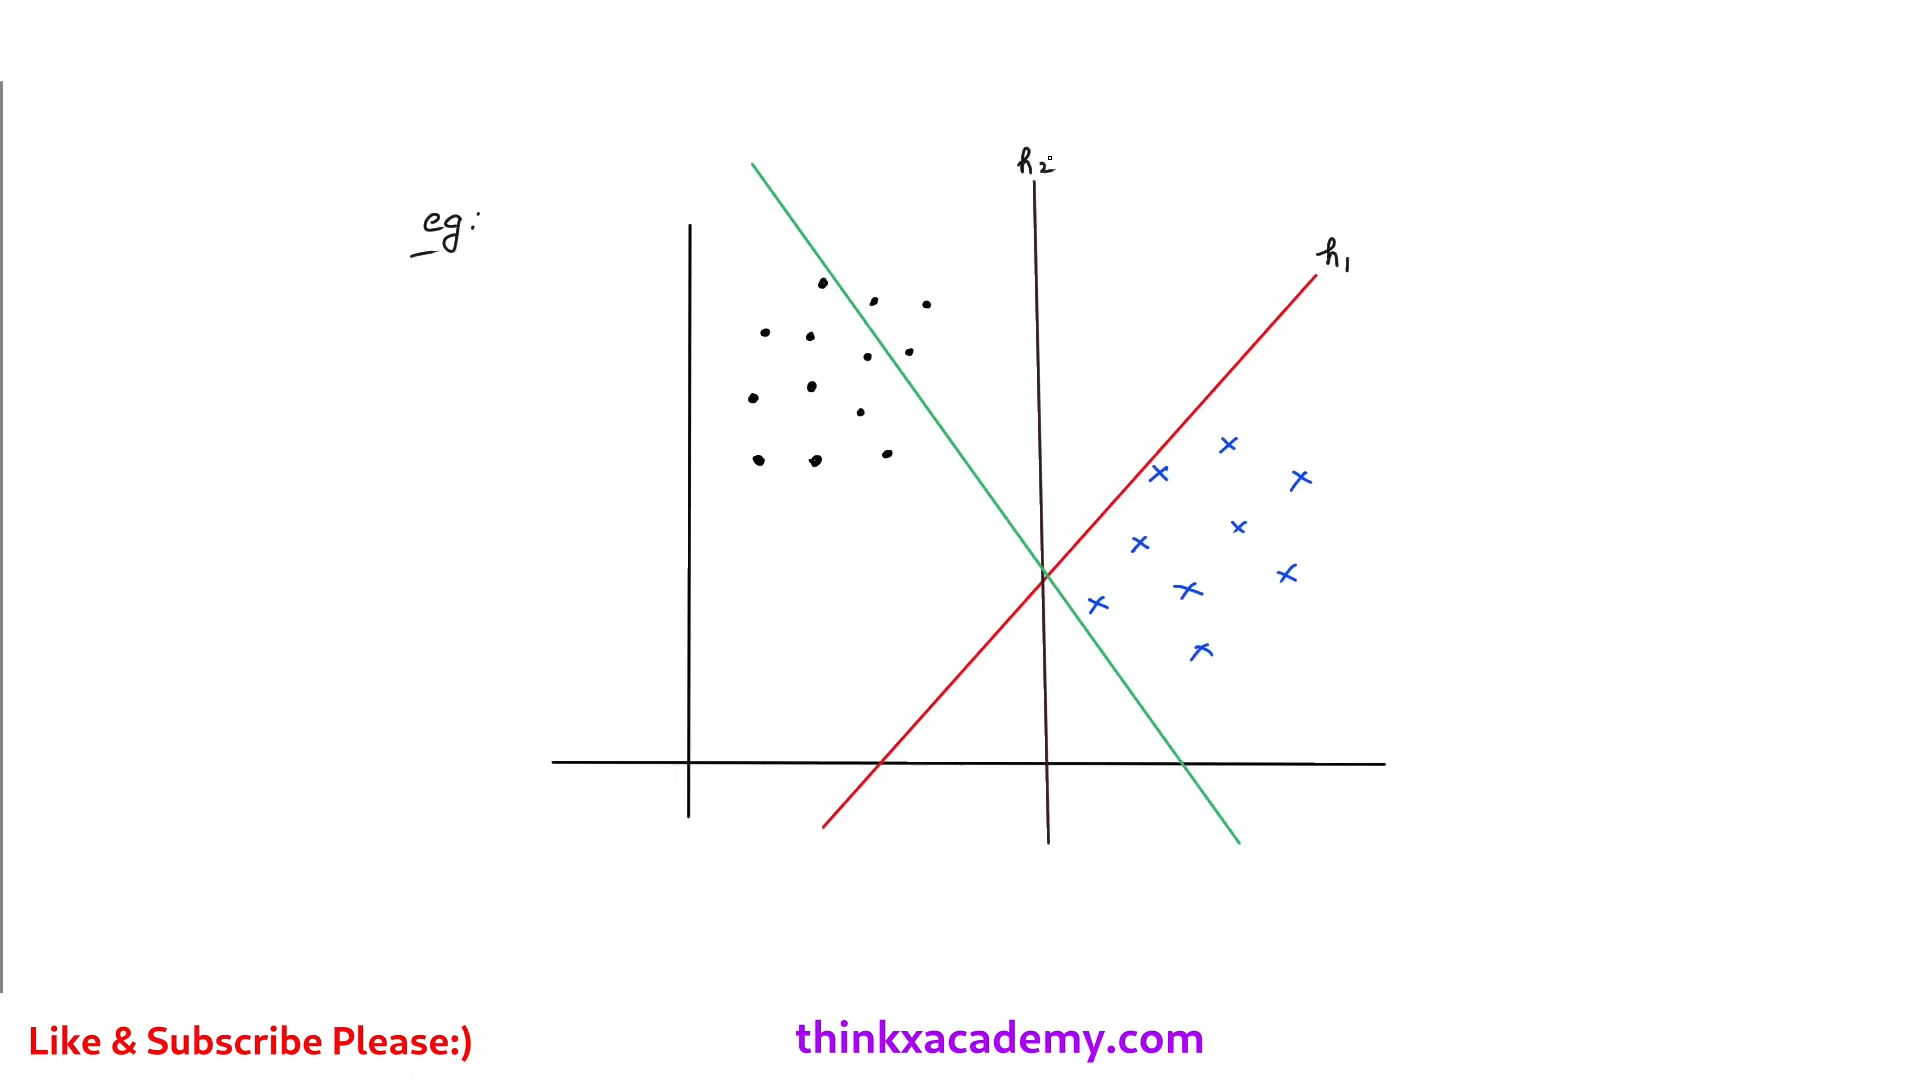 h2
eg:
h1
Like & Subscribe Please:)
thinkxacademy.com